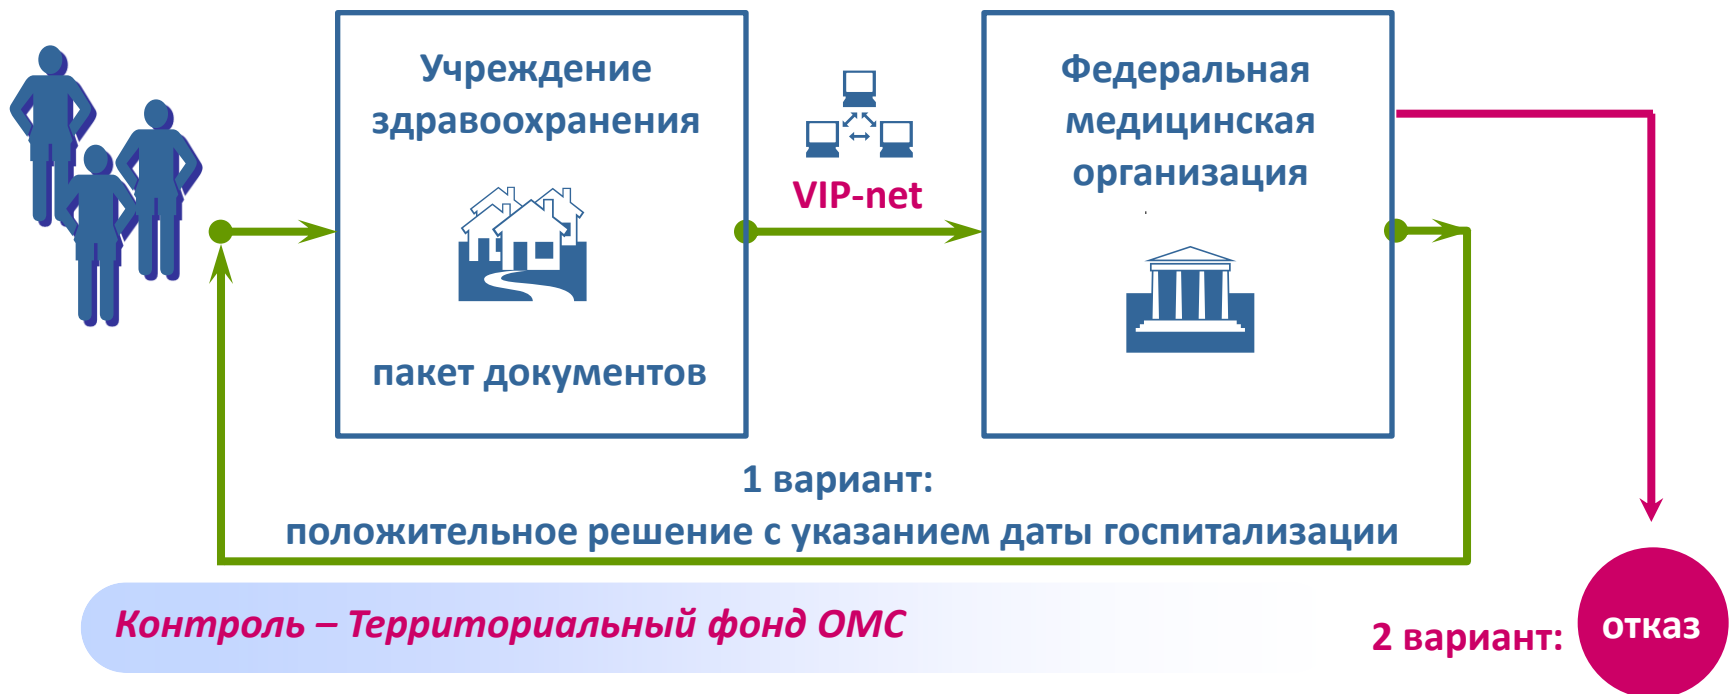 Учреждение
здравоохранения
пакет документов
VIP-net
Федеральная
медицинская
организация
1 вариант:
положительное решение с указанием даты госпитализации
Контроль – Территориальный фонд ОМС
2 вариант:
отказ